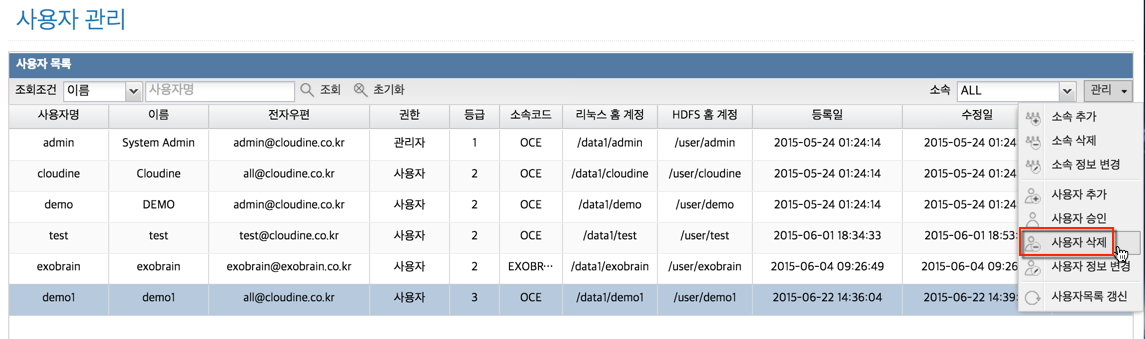 사용자 관리
사용자 목록
조회조건 이름 사용자명 조회 초기화 소속 ALL 관리
사용자명 이름 전자우편 권한 등급 소속코드 리눅스 홈 계정 HDFS 홈 계정 등록일 수정일
admin System Admin admin@cloudine.co.kr 관리자 1 OCE /data1/admin /user/admin 2015-05-24 01:24:14 2015-05-24 01:24:
cloudine Cloudine all@cloudine.co.kr 사용자 2 OCE /data1/cloudine /user/cloudine 2015-05-24 01:24:14 2015-05-24 01:24:
demo DEMO admin@cloudine.co.kr 사용자 2 OCE /data1/demo /user/demo 2015-05-24 01:24:14 2015-05-24 01:24:
test test test@cloudine.co.kr 사용자 2 OCE /data1/test /user/test 2015-06-01 18:34:33 2015-06-01 18:53:
exobrain exobrain exobrain@exobrain.co.kr 사용자 2 EXOBR··· /data1/exobrain /user/exobrain 2015-06-04 09:26:49 2015-06-04 09:26
demo1 demo1 all@cloudine.co.kr 사용자 3 OCE /data1/demo1 /user/demo1 2015-06-22 14:36:04 2015-06-22 14:39:
소속 추가
소속 삭제
소속 정보 변경
사용자 추가
사용자 승인
사용자 삭제
사용자 정보 변경
사용자목록 갱신